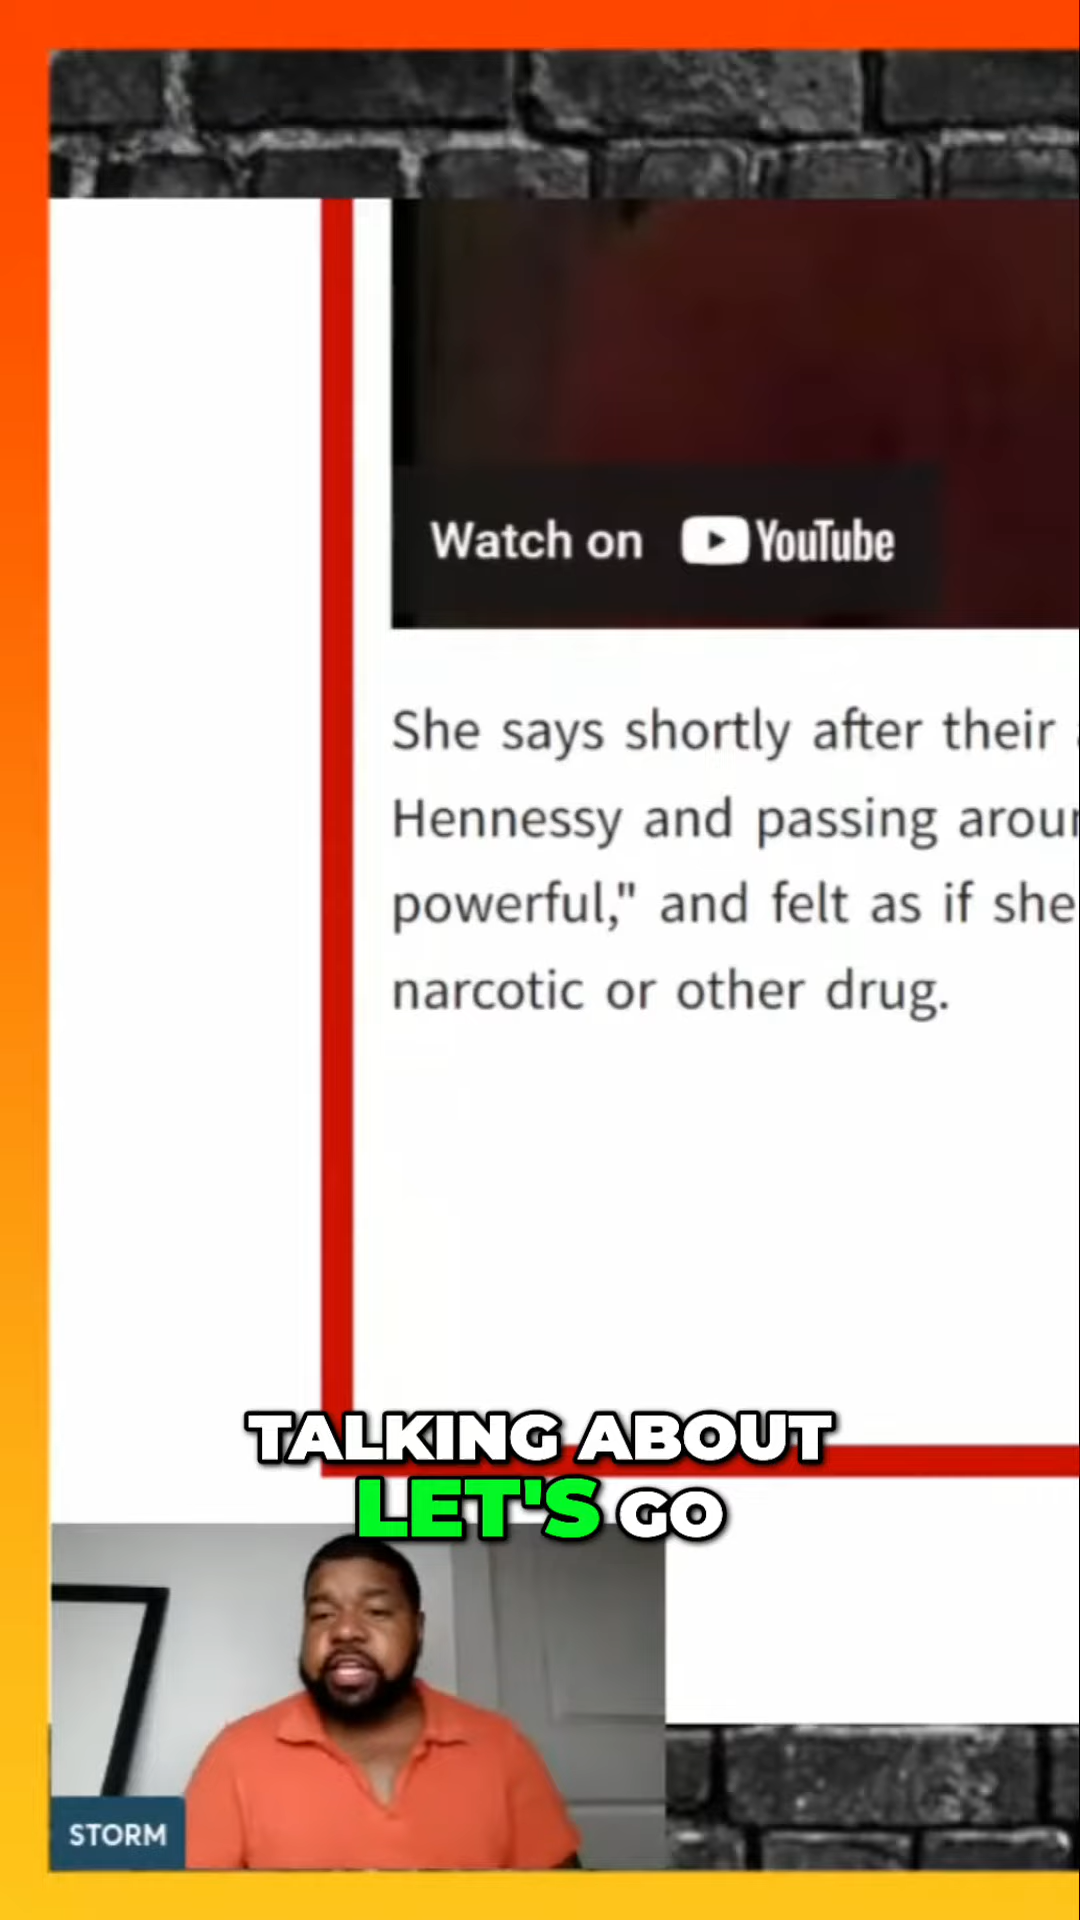 Watch on YouTube
She says shortly after their
Hennessy and passing
powerful," and felt as if she
narcotic or other drug.
TALKING ABOUT
LET'S GO
STORM